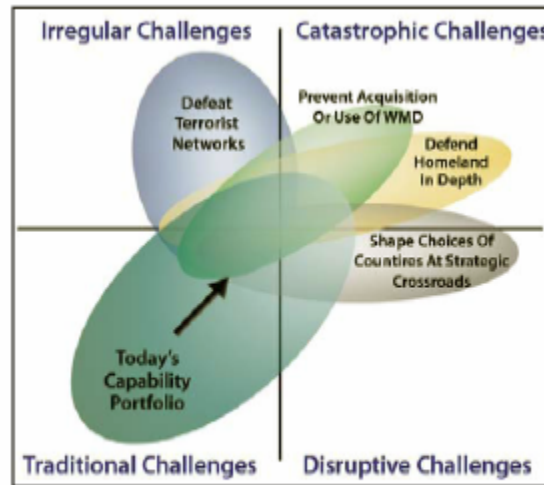 Irregular Challenges
Catastrophic Challenges
Defeat
Terrorist
Networks
Prevent Acquisition
Or Use Of WMD
Defend
Homeland
In Depth
Shape Choices Of
Countires At Strategic
Crossroads
Today's
Capability
Portfolio
Traditional Challenges
Disruptive Challenges